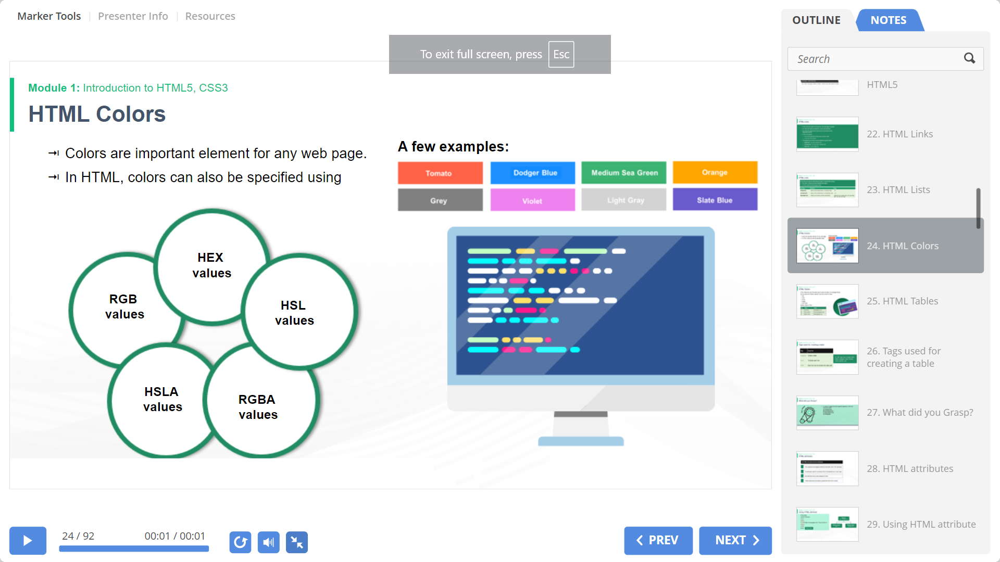 Marker Tools
Presenter Info
Resources
OUTLINE
NOTES
To exit full screen, press Esc
Search
Module 1: Introduction to HTML5, CSS3
HTML Colors
Colors are important element for any web page.
In HTML, colors can also be specified using
HEX
values
RGB
values
HSL
values
HSLA
values
RGBA
values
A few examples:
Tomato
Dodger Blue
Medium Sea Green
Orange
Grey
Violet
Light Gray
Slate Blue
HTML5
22. HTML Links
23. HTML Lists
24. HTML Colors
25. HTML Tables
26. Tags used for
creating a table
27. What did you Grasp?
28. HTML attributes
29. Using HTML attribute
24 / 92
00:01 / 00:01
PREV
NEXT